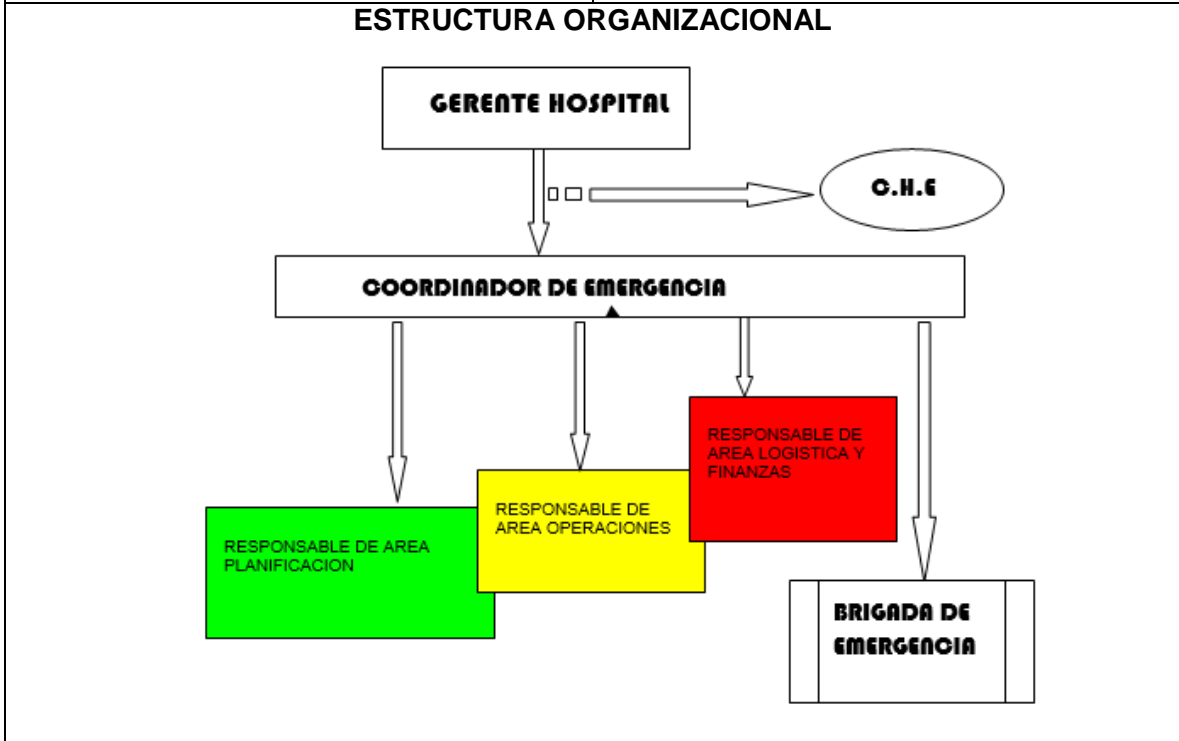 ESTRUCTURA ORGANIZACIONAL
GERENTE HOSPITAL
C.H.E
COORDINADOR DE EMERGENCIA
RESPONSABLE DE
AREA LOGISTICA Y
FINANZAS
RESPONSABLE DE
AREA OPERACIONES
RESPONSABLE DE AREA
PLANIFICACION
BRIGADA DE
EMERGENCIA